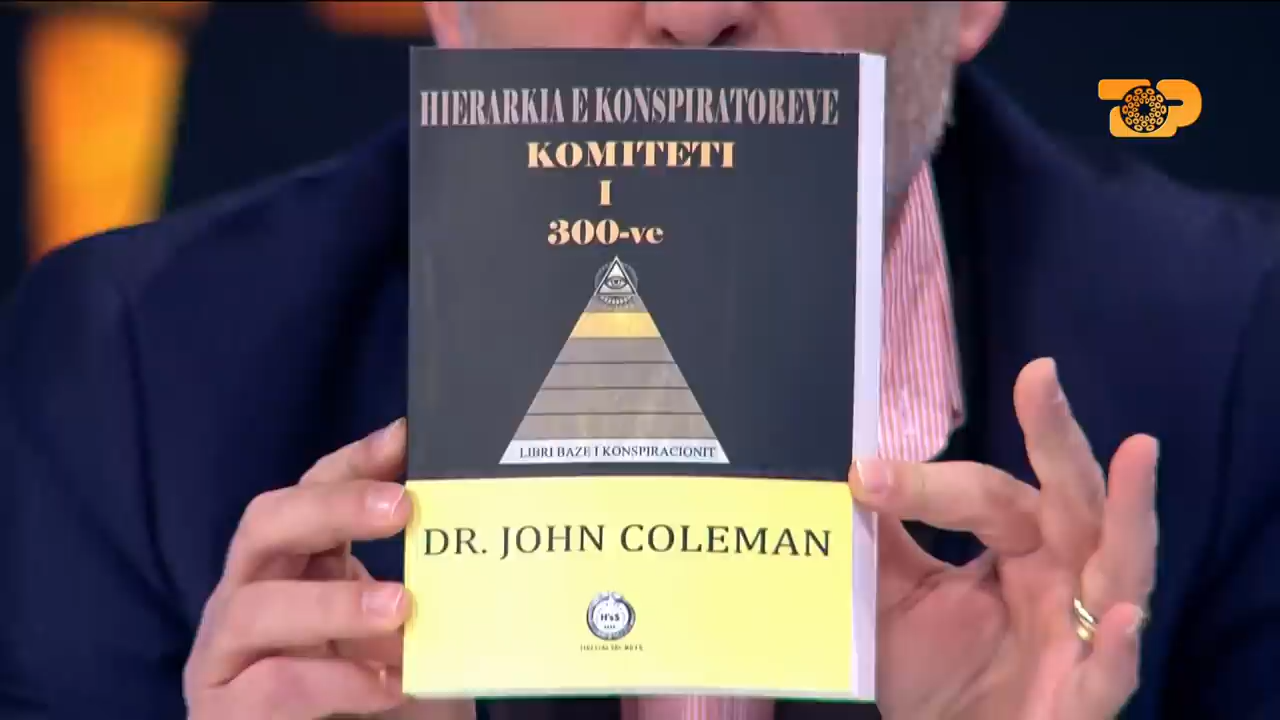 HIERARKIA E KONSPIRATOREVE
KOMITETI
I
300-ve
LIBRI BAZE I KONSPIRACIONIT
DR. JOHN COLEMAN